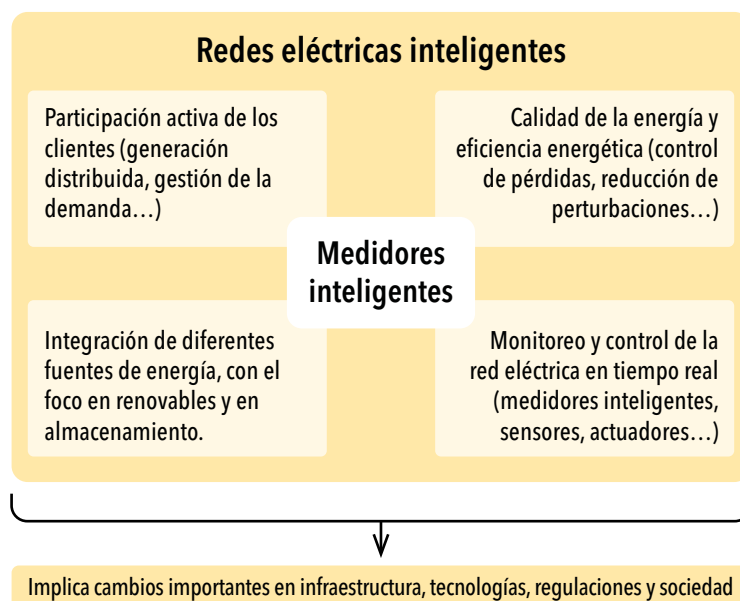 Redes eléctricas inteligentes
Participación activa de los
clientes (generación
distribuida, gestión de la
demanda…)
Calidad de la energía y
eficiencia energética (control
de pérdidas, reducción de
perturbaciones…)
Medidores
inteligentes
Integración de diferentes
fuentes de energía, con el
foco en renovables y en
almacenamiento.
Monitoreo y control de la
red eléctrica en tiempo real
(medidores inteligentes,
sensores, actuadores…)
Implica cambios importantes en infraestructura, tecnologías, regulaciones y sociedad